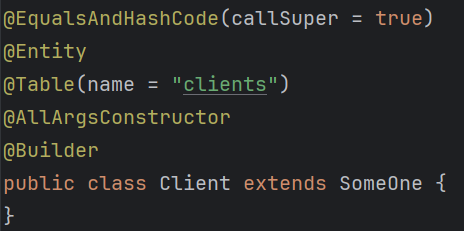 @EqualsAndHashCode(callSuper = true)
@Entity
@Table(name = "clients")
@AllArgsConstructor
@Builder
public class Client extends SomeOne {
}